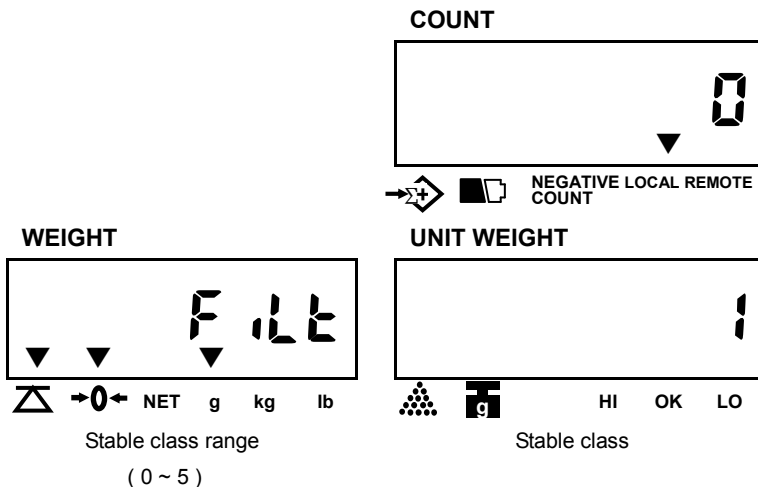 COUNT
0
NEGATIVE LOCAL REMOTE
COUNT
WEIGHT
FiLt
→0← NET g kg lb
Stable class range
( 0 ~ 5 )
UNIT WEIGHT
1
g HI OK LO
Stable class